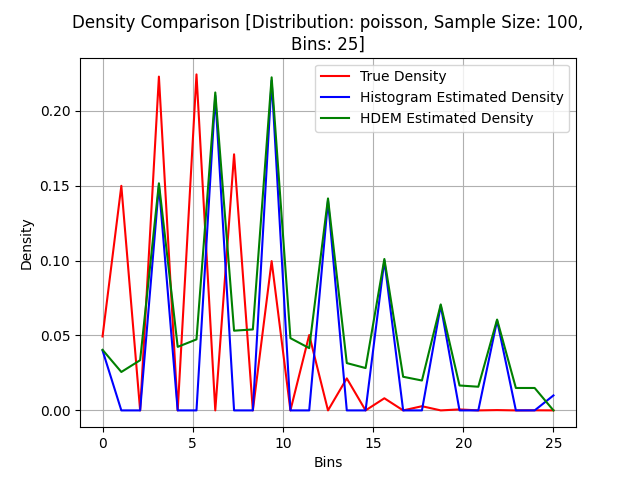 Density Comparison [Distribution: poisson, Sample Size: 100,
Bins: 25]
True Density
Histogram Estimated Density
HDEM Estimated Density
Density
0.20
0.15
0.10
0.05
0.00
0 5 10 15 20 25
Bins